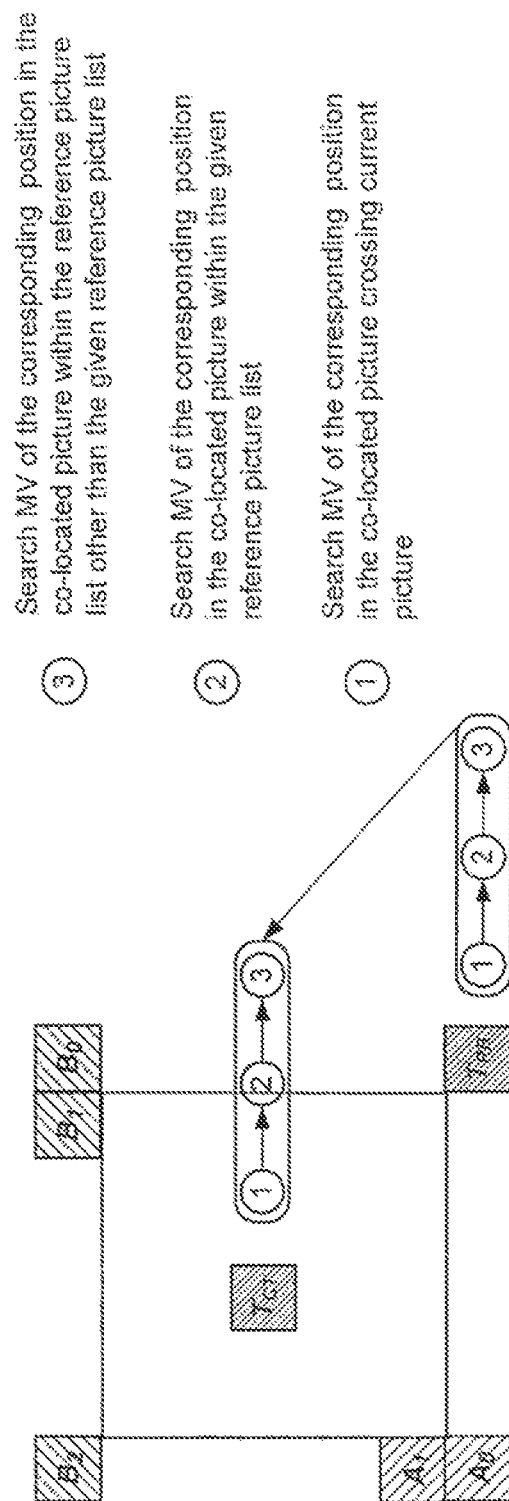 ③ Search MV of the corresponding position in the
co-located picture within the reference picture
list other than the given reference picture list
② Search MV of the corresponding position
in the co-located picture within the given
reference picture list
① Search MV of the corresponding position
in the co-located picture crossing current
picture
B₂ B₁ B₀
T_CT ① ② ③
A₁
A₀ T_BR ① ② ③